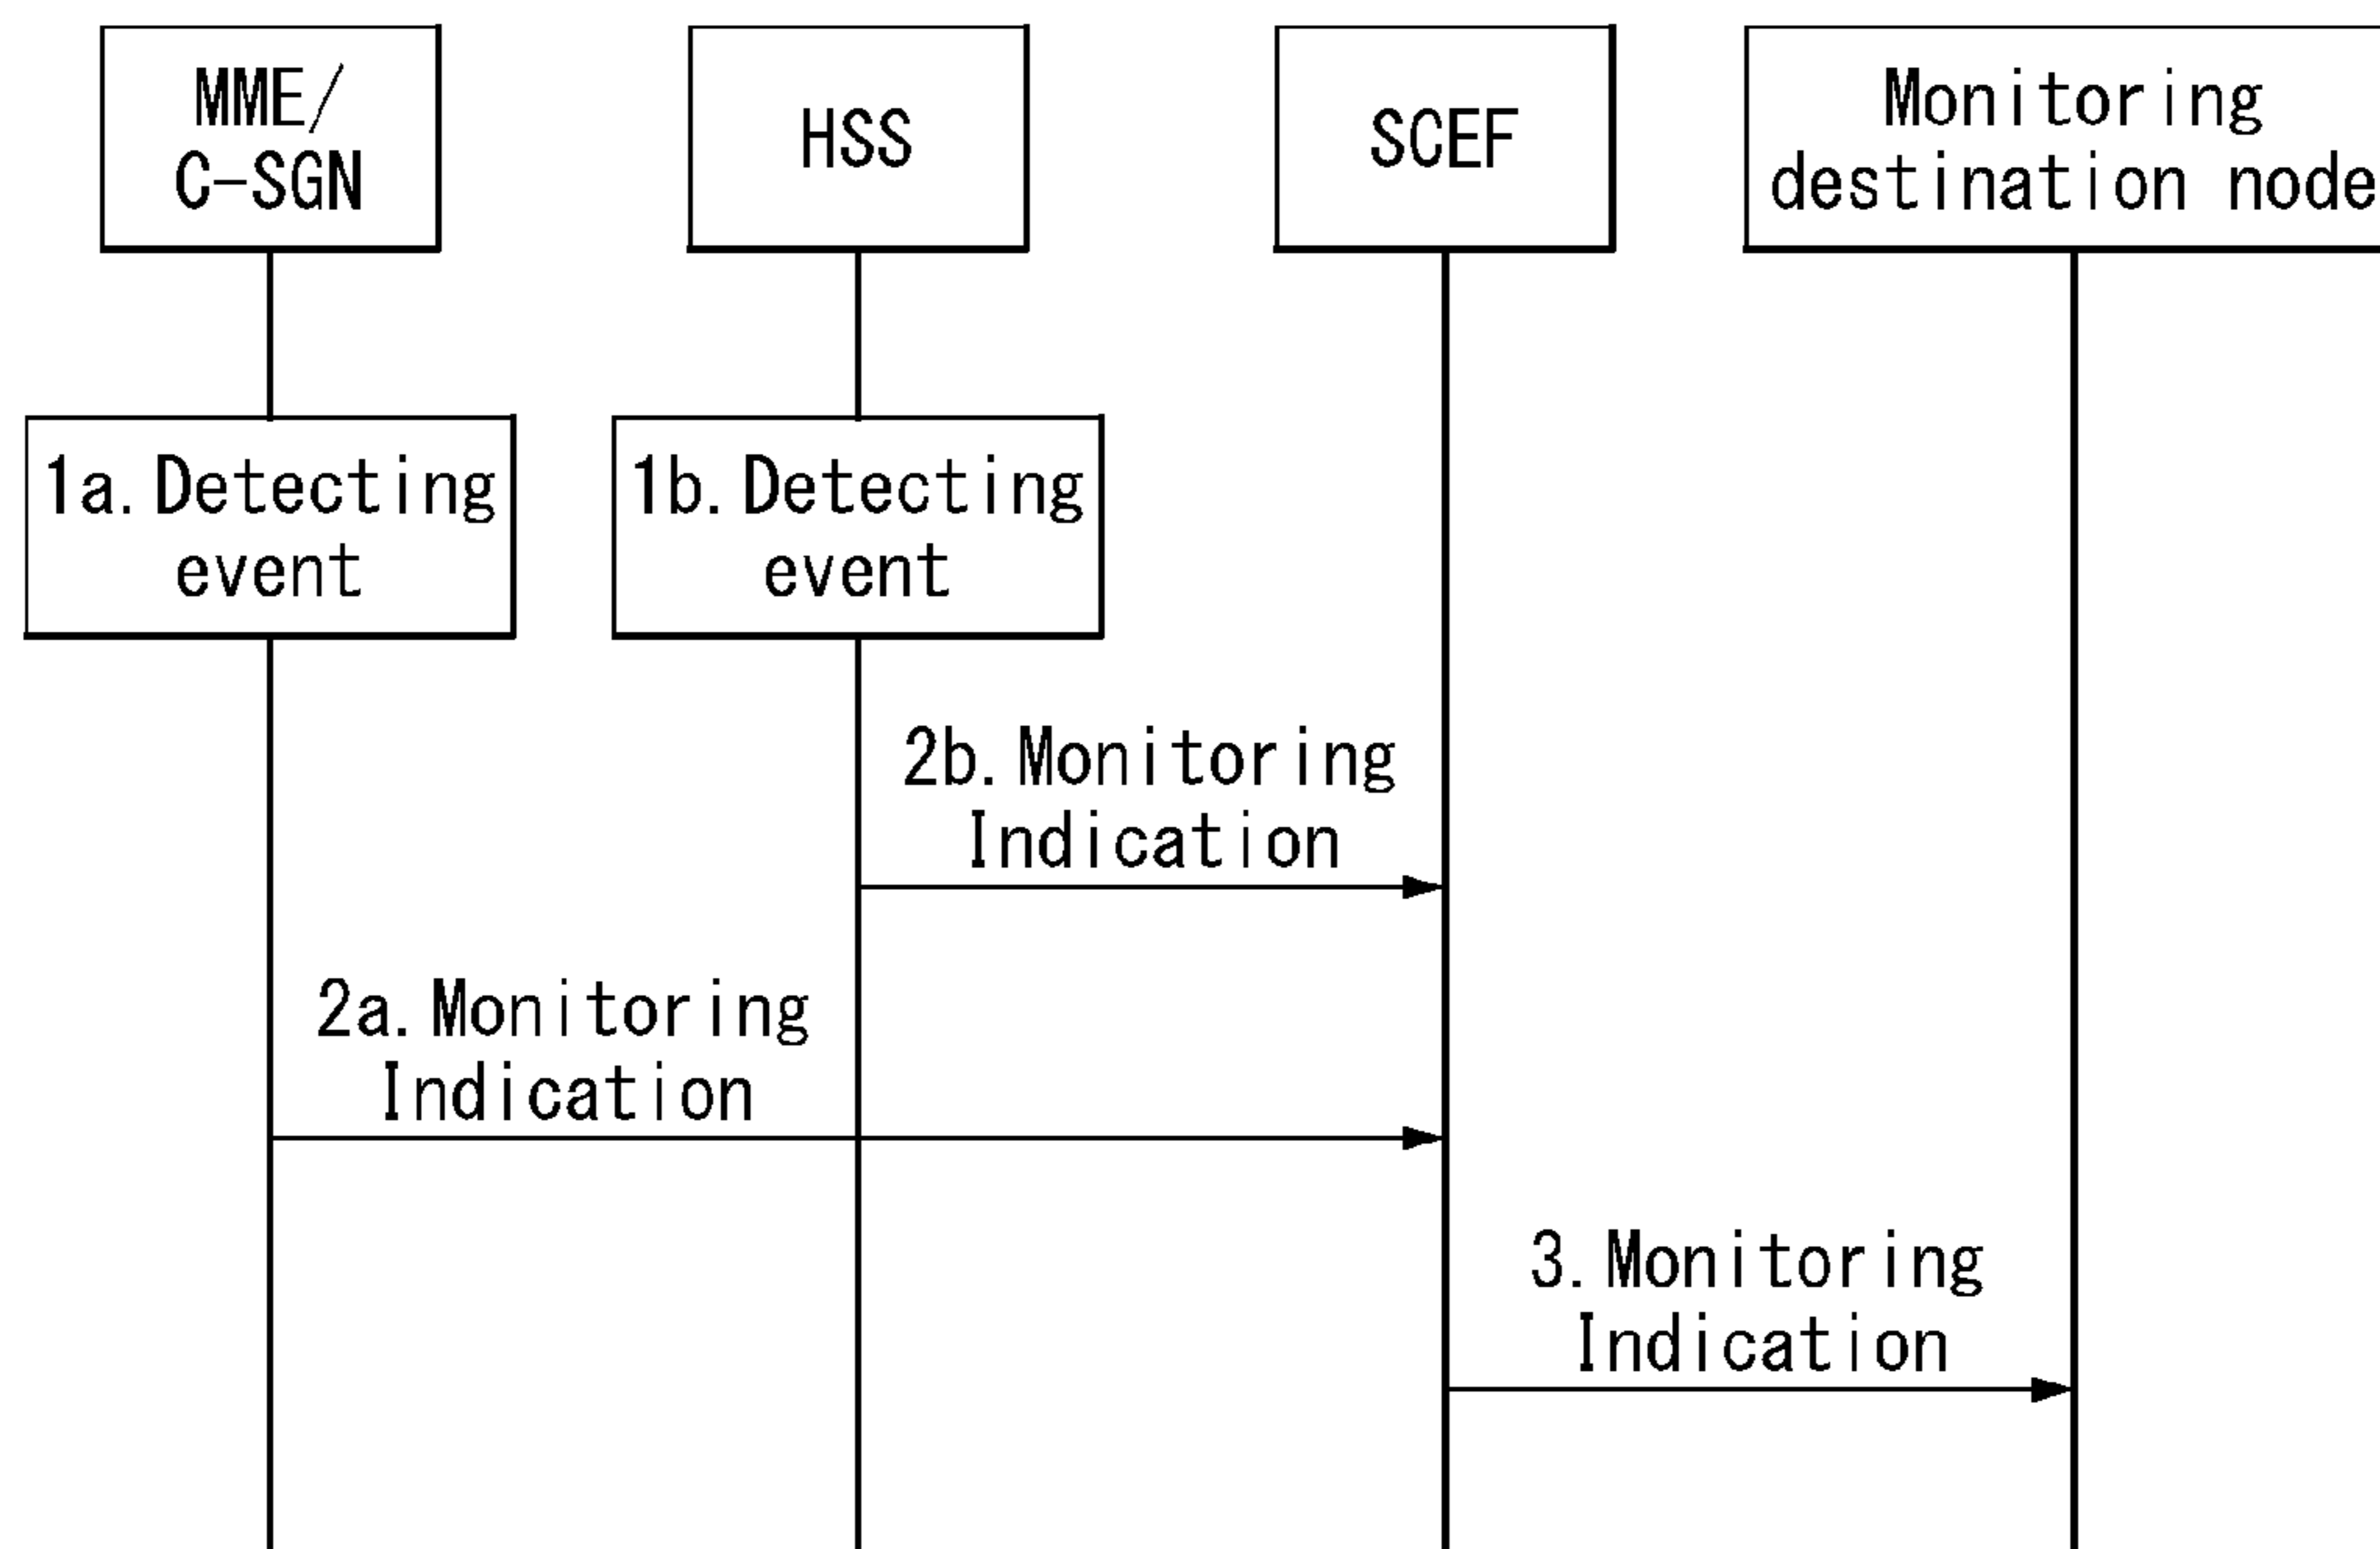 MME/
C-SGN
HSS
SCEF
Monitoring
destination node
1a. Detecting
event
1b. Detecting
event
2b. Monitoring
Indication
2a. Monitoring
Indication
3. Monitoring
Indication